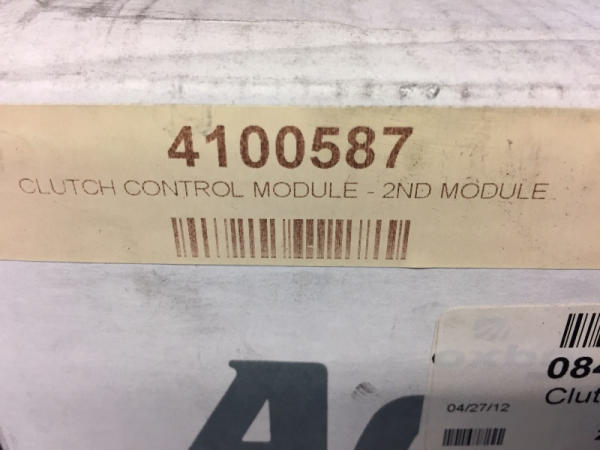 4100587
CLUTCH CONTROL MODULE - 2ND MODULE
084
04/27/12
Clut